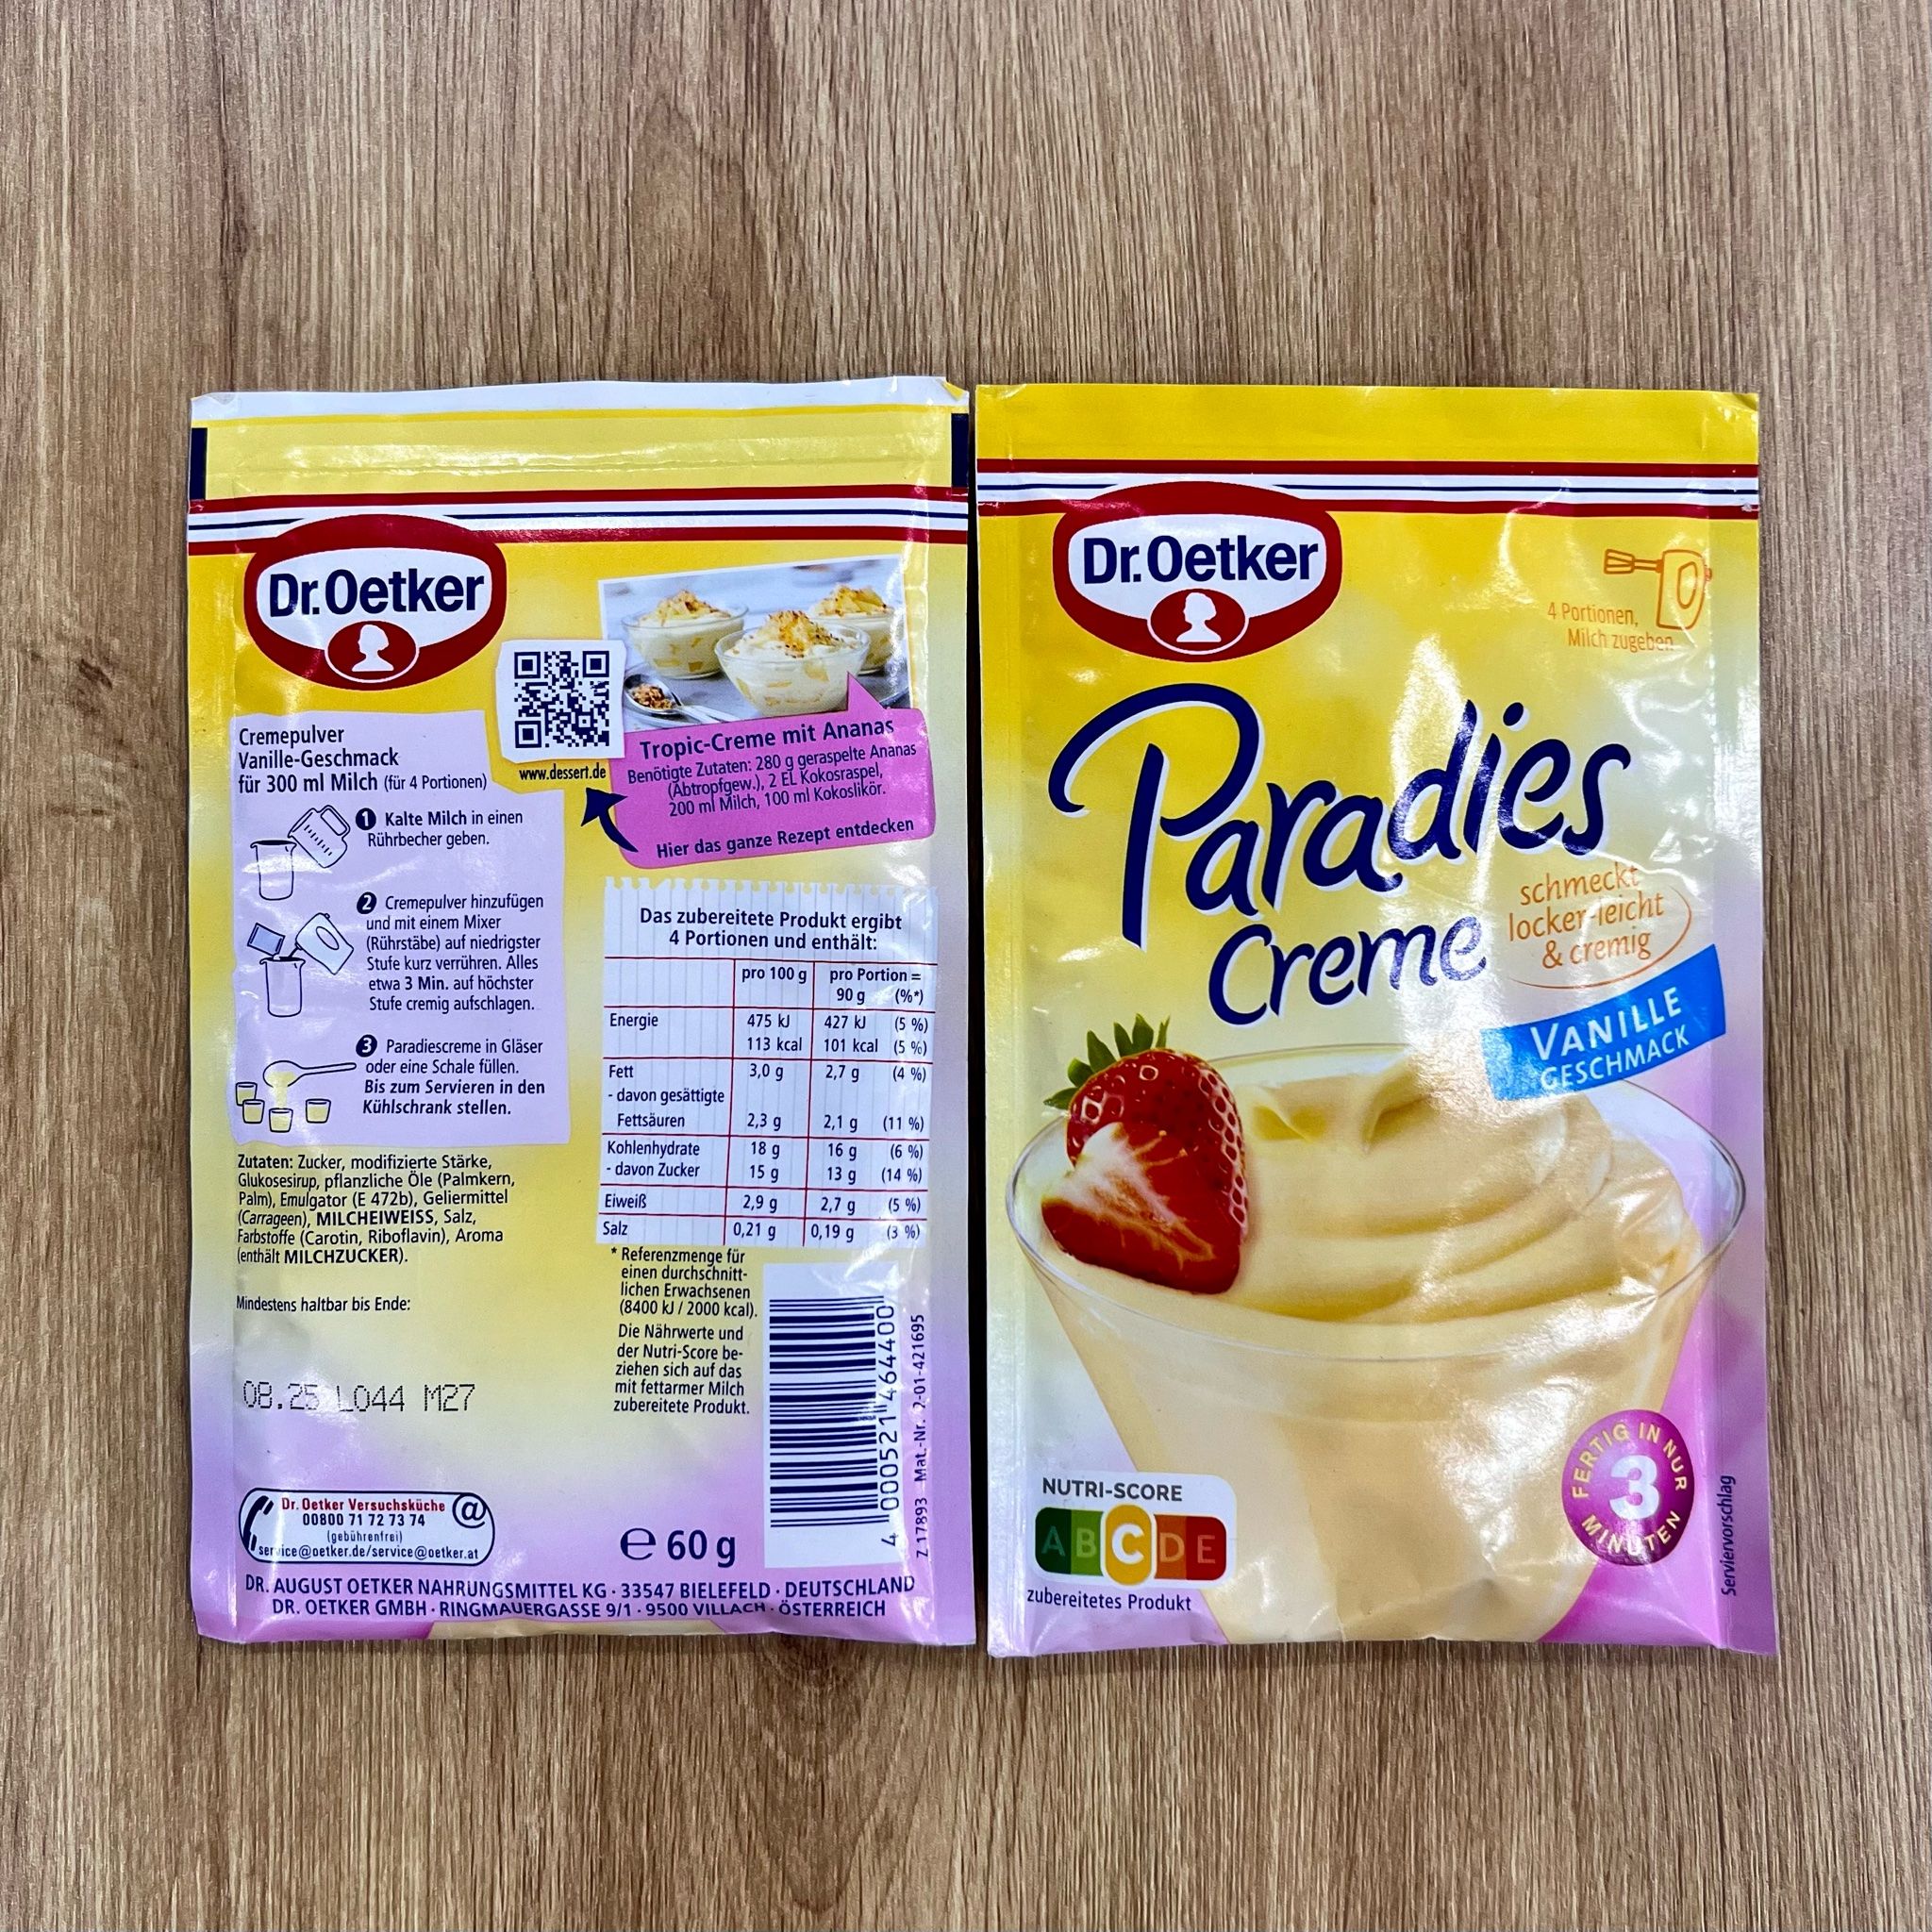 Dr.Oetker
Cremepulver
Vanille-Geschmack
für 300 ml Milch (für 4 Portionen)
1 Kalte Milch in einen
Rührbecher geben.
2 Cremepulver hinzufügen
und mit einem Mixer
(Rührstäbe) auf niedrigster
Stufe kurz verrühren. Alles
etwa 3 Min. auf höchster
Stufe cremig aufschlagen.
3 Paradiescreme in Gläser
oder eine Schale füllen.
Bis zum Servieren in den
Kühlschrank stellen.
Zutaten: Zucker, modifizierte Stärke,
Glukosesirup, pflanzliche Öle (Palmkern,
Palm), Emulgator (E 472b), Geliermittel
(Carrageen), MILCHEIWEISS, Salz,
Farbstoffe (Carotin, Riboflavin), Aroma
(enthält MILCHZUCKER).
Mindestens haltbar bis Ende:
08.25 L044 M27
Dr. Oetker Versuchsküche @
00800 71 72 73 74
(gebührenfrei)
service@oetker.de/service@oetker.at
www.dessert.de
Tropic-Creme mit Ananas
Benötigte Zutaten: 280 g geraspelte Ananas
(Abtropfgew.), 2 EL Kokosraspel,
200 ml Milch, 100 ml Kokoslikör.
Hier das ganze Rezept entdecken
Das zubereitete Produkt ergibt
4 Portionen und enthält:
pro 100 g pro Portion =
90 g (%*)
Energie 475 kJ 427 kJ (5 %)
113 kcal 101 kcal (5 %)
Fett 3,0 g 2,7 g (4 %)
- davon gesättigte
Fettsäuren 2,3 g 2,1 g (11 %)
Kohlenhydrate 18 g 16 g (6 %)
- davon Zucker 15 g 13 g (14 %)
Eiweiß 2,9 g 2,7 g (5 %)
Salz 0,21 g 0,19 g (3 %)
* Referenzmenge für
einen durchschnitt-
lichen Erwachsenen
(8400 kJ / 2000 kcal).
Die Nährwerte und
der Nutri-Score be-
ziehen sich auf das
mit fettarmer Milch
zubereitete Produkt.
4 000521 464400
Z 17893 Mat.-Nr. 2-01-421695
e 60 g
DR. AUGUST OETKER NAHRUNGSMITTEL KG · 33547 BIELEFELD · DEUTSCHLAND
DR. OETKER GMBH · RINGMAUERGASSE 9/1 · 9500 VILLACH · ÖSTERREICH
Dr.Oetker
4 Portionen,
Milch zugeben
Paradies
Creme
schmeckt
locker-leicht
& cremig
VANILLE
GESCHMACK
NUTRI-SCORE
A B C D E
zubereitetes Produkt
FERTIG IN NUR
3
MINUTEN
Serviervorschlag